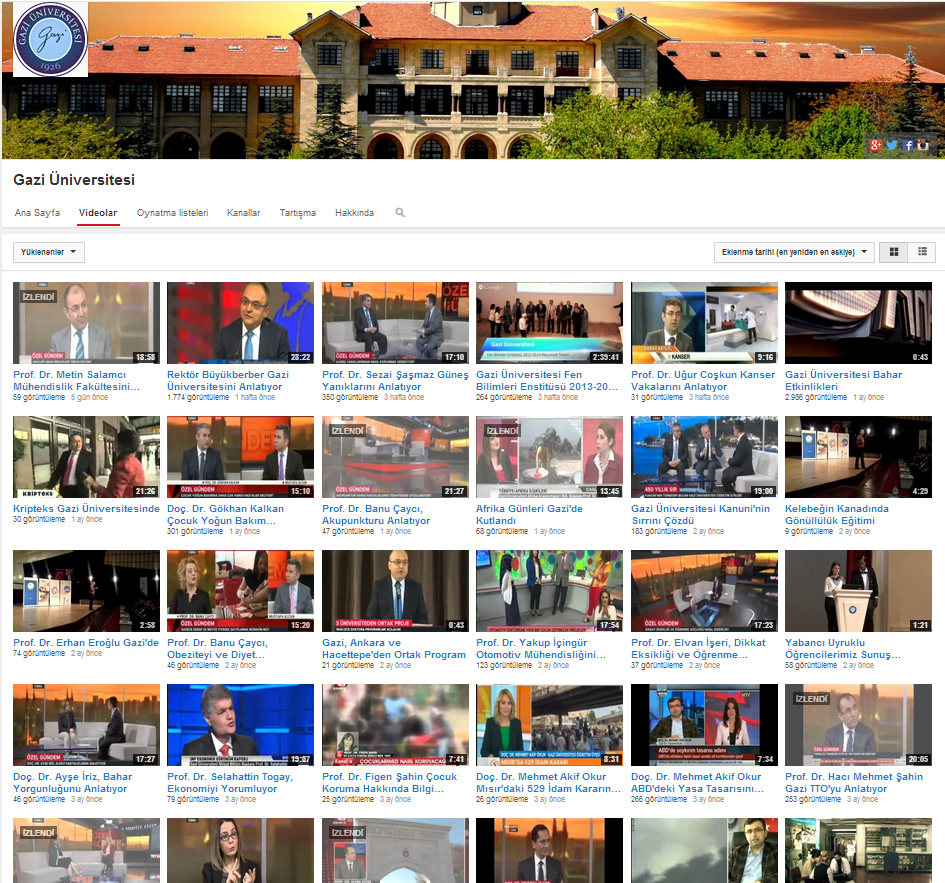 GAZİ ÜNİVERSİTESİ
Gazi
1926
Gazi Üniversitesi
Ana Sayfa Videolar Oynatma listeleri Kanallar Tartışma Hakkında
Yüklenenler
Eklenme tarihi (en yeniden en eskiye)
İZLENDİ
ÖZEL GÜNDEM
18:58
28:22
ÖZEL GÜNDEM
17:10
Google+
Gazi Üniversitesi
2:39:41
KANSER
9:16
0:43
Prof. Dr. Metin Salamcı Mühendislik Fakültesini...
59 görüntüleme 5 gün önce
Rektör Büyükberber Gazi Üniversitesini Anlatıyor
1.774 görüntüleme 1 hafta önce
Prof. Dr. Sezai Şaşmaz Güneş Yanıklarını Anlatıyor
350 görüntüleme 3 hafta önce
Gazi Üniversitesi Fen Bilimleri Enstitüsü 2013-20...
264 görüntüleme 3 hafta önce
Prof. Dr. Uğur Coşkun Kanser Vakalarını Anlatıyor
31 görüntüleme 3 hafta önce
Gazi Üniversitesi Bahar Etkinlikleri
2.986 görüntüleme 1 ay önce
KRİPTEKS
21:26
ÖZEL GÜNDEM
15:10
İZLENDİ
ÖZEL GÜNDEM
21:27
İZLENDİ
TÜRKİYE-AFRİKA İLİŞKİLERİ
13:45
450 YILLIK SIR
19:00
4:29
Kripteks Gazi Üniversitesinde
30 görüntüleme 1 ay önce
Doç. Dr. Gökhan Kalkan Çocuk Yoğun Bakım...
301 görüntüleme 1 ay önce
Prof. Dr. Banu Çaycı, Akupunkturu Anlatıyor
47 görüntüleme 1 ay önce
Afrika Günleri Gazi'de Kutlandı
68 görüntüleme 1 ay önce
Gazi Üniversitesi Kanuni'nin Sırrını Çözdü
183 görüntüleme 2 ay önce
Kelebeğin Kanadında Gönüllülük Eğitimi
9 görüntüleme 2 ay önce
2:58
ÖZEL GÜNDEM
15:20
3 ÜNİVERSİTEDEN ORTAK PROJE
0:43
17:54
ÖZEL GÜNDEM
17:23
1:21
Prof. Dr. Erhan Eroğlu Gazi'de
74 görüntüleme 2 ay önce
Prof. Dr. Banu Çaycı, Obeziteyi ve Diyet...
46 görüntüleme 2 ay önce
Gazi, Ankara ve Hacettepe'den Ortak Program
21 görüntüleme 2 ay önce
Prof. Dr. Yakup İçingür Otomotiv Mühendisliğini...
123 görüntüleme 2 ay önce
Prof. Dr. Elvan İşeri, Dikkat Eksikliği ve Öğrenme...
37 görüntüleme 2 ay önce
Yabancı Uyruklu Öğrencilerimiz Sunuş...
58 görüntüleme 2 ay önce
ÖZEL GÜNDEM
17:27
19:07
7:41
MISIR'DA 529 İDAM KARARI
8:31
ABD'de soykırım tasarısı adımı
7:34
İZLENDİ
ÖZEL GÜNDEM
20:05
Doç. Dr. Ayşe İriz, Bahar Yorgunluğunu Anlatıyor
46 görüntüleme 3 ay önce
Prof. Dr. Selahattin Togay, Ekonomiyi Yorumluyor
79 görüntüleme 3 ay önce
Prof. Dr. Figen Şahin Çocuk Koruma Hakkında Bilgi...
25 görüntüleme 3 ay önce
Doç. Dr. Mehmet Akif Okur Mısır'daki 529 İdam Kararın...
26 görüntüleme 3 ay önce
Doç. Dr. Mehmet Akif Okur ABD'deki Yasa Tasarısını...
266 görüntüleme 3 ay önce
Prof. Dr. Hacı Mehmet Şahin Gazi TTO'yu Anlatıyor
253 görüntüleme 3 ay önce
İZLENDİ
İZLENDİ